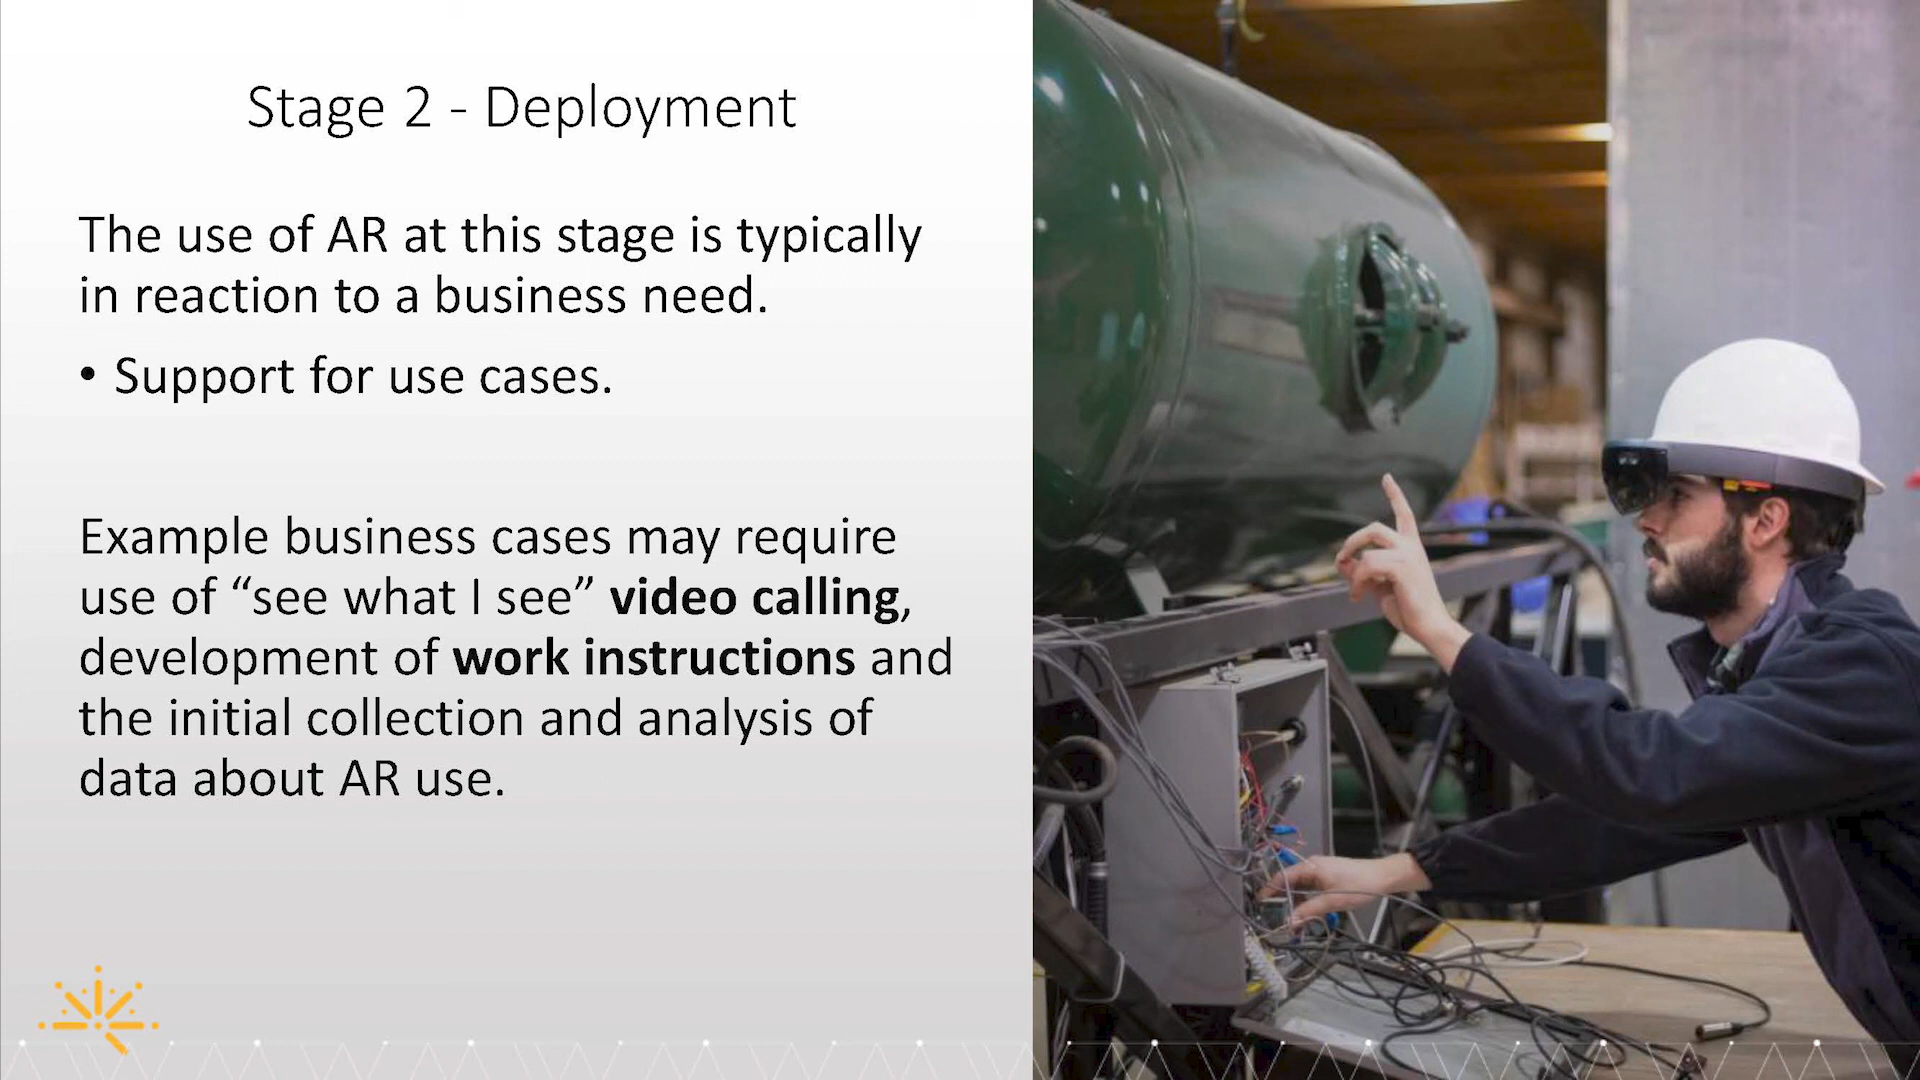 Stage 2 - Deployment
The use of AR at this stage is typically
in reaction to a business need.
• Support for use cases.
Example business cases may require
use of “see what I see” video calling,
development of work instructions and
the initial collection and analysis of
data about AR use.